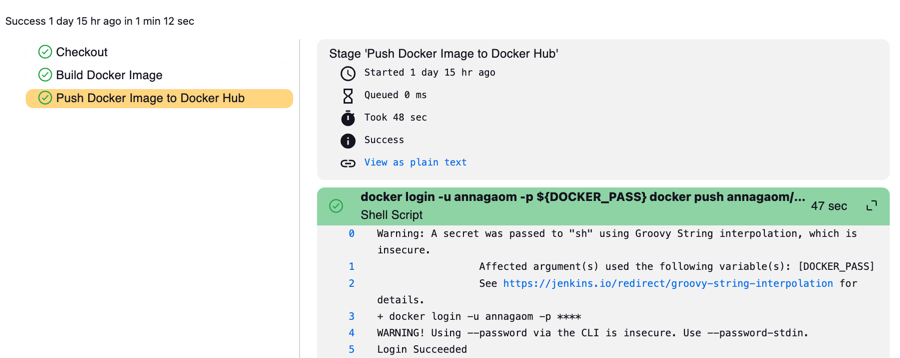 Success 1 day 15 hr ago in 1 min 12 sec
Checkout
Build Docker Image
Push Docker Image to Docker Hub
Stage 'Push Docker Image to Docker Hub'
Started 1 day 15 hr ago
Queued 0 ms
Took 48 sec
Success
View as plain text
docker login -u annagaom -p ${DOCKER_PASS} docker push annagaom/...
47 sec
Shell Script
0 Warning: A secret was passed to "sh" using Groovy String interpolation, which is
insecure.
1 Affected argument(s) used the following variable(s): [DOCKER_PASS]
2 See https://jenkins.io/redirect/groovy-string-interpolation for
details.
3 + docker login -u annagaom -p ****
4 WARNING! Using --password via the CLI is insecure. Use --password-stdin.
5 Login Succeeded